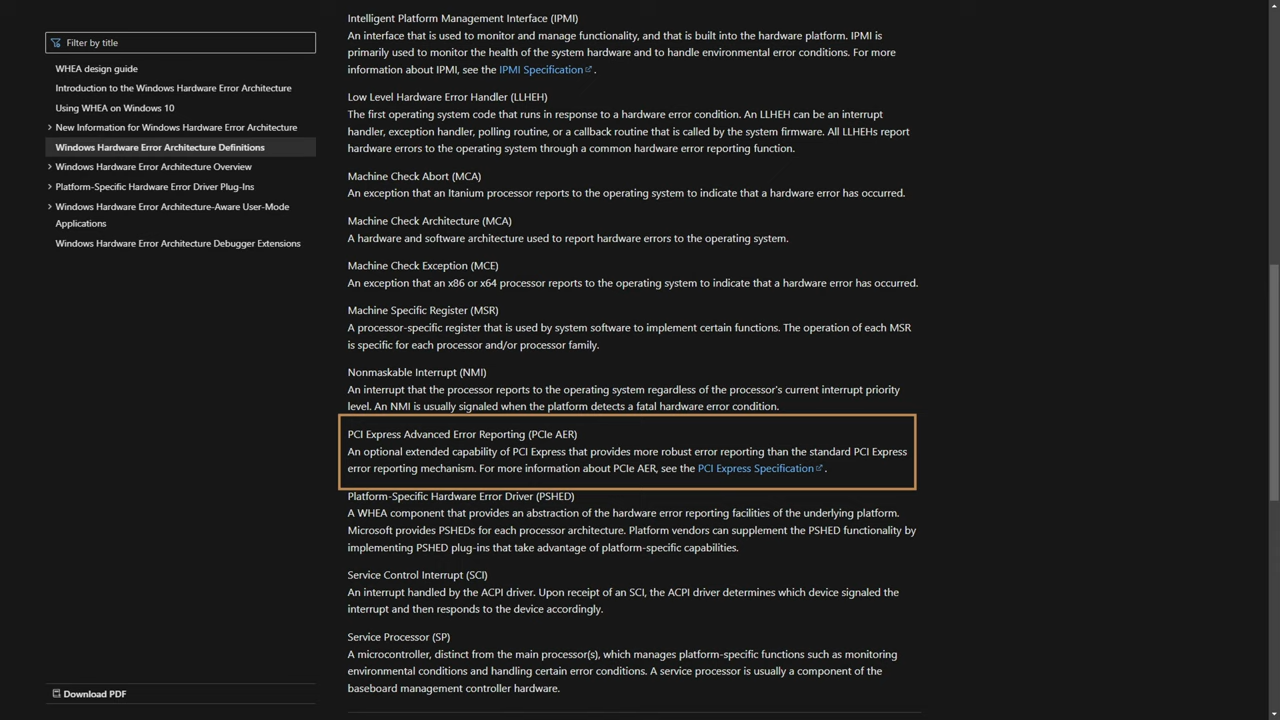 Filter by title
WHEA design guide
Introduction to the Windows Hardware Error Architecture
Using WHEA on Windows 10
New Information for Windows Hardware Error Architecture
Windows Hardware Error Architecture Definitions
Windows Hardware Error Architecture Overview
Platform-Specific Hardware Error Driver Plug-Ins
Windows Hardware Error Architecture-Aware User-Mode
Applications
Windows Hardware Error Architecture Debugger Extensions
Download PDF
Intelligent Platform Management Interface (IPMI)
An interface that is used to monitor and manage functionality, and that is built into the hardware platform. IPMI is
primarily used to monitor the health of the system hardware and to handle environmental error conditions. For more
information about IPMI, see the IPMI Specification.
Low Level Hardware Error Handler (LLHEH)
The first operating system code that runs in response to a hardware error condition. An LLHEH can be an interrupt
handler, exception handler, polling routine, or a callback routine that is called by the system firmware. All LLHEHs report
hardware errors to the operating system through a common hardware error reporting function.
Machine Check Abort (MCA)
An exception that an Itanium processor reports to the operating system to indicate that a hardware error has occurred.
Machine Check Architecture (MCA)
A hardware and software architecture used to report hardware errors to the operating system.
Machine Check Exception (MCE)
An exception that an x86 or x64 processor reports to the operating system to indicate that a hardware error has occurred.
Machine Specific Register (MSR)
A processor-specific register that is used by system software to implement certain functions. The operation of each MSR
is specific for each processor and/or processor family.
Nonmaskable Interrupt (NMI)
An interrupt that the processor reports to the operating system regardless of the processor's current interrupt priority
level. An NMI is usually signaled when the platform detects a fatal hardware error condition.
PCI Express Advanced Error Reporting (PCIe AER)
An optional extended capability of PCI Express that provides more robust error reporting than the standard PCI Express
error reporting mechanism. For more information about PCIe AER, see the PCI Express Specification.
Platform-Specific Hardware Error Driver (PSHED)
A WHEA component that provides an abstraction of the hardware error reporting facilities of the underlying platform.
Microsoft provides PSHEDs for each processor architecture. Platform vendors can supplement the PSHED functionality by
implementing PSHED plug-ins that take advantage of platform-specific capabilities.
Service Control Interrupt (SCI)
An interrupt handled by the ACPI driver. Upon receipt of an SCI, the ACPI driver determines which device signaled the
interrupt and then responds to the device accordingly.
Service Processor (SP)
A microcontroller, distinct from the main processor(s), which manages platform-specific functions such as monitoring
environmental conditions and handling certain error conditions. A service processor is usually a component of the
baseboard management controller hardware.